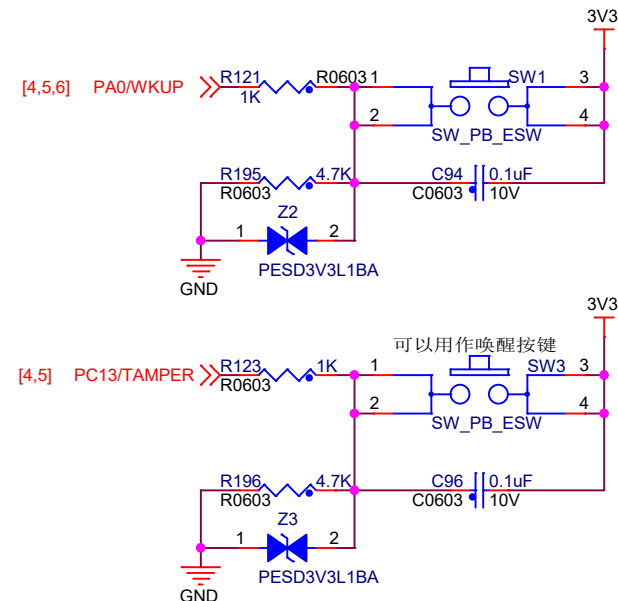 3V3
R121
R0603
1
SW1
3
[4,5,6]
PA0/WKUP
1K
2
4
SW_PB_ESW
R195
4.7K
C94
0.1uF
R0603
C0603
10V
Z2
1
2
PESD3V3L1BA
GND
3V3
可以用作唤醒按键
R123
1K
1
SW3
3
[4,5]
PC13/TAMPER
R0603
2
4
SW_PB_ESW
R196
4.7K
C96
0.1uF
R0603
C0603
10V
Z3
1
2
PESD3V3L1BA
GND